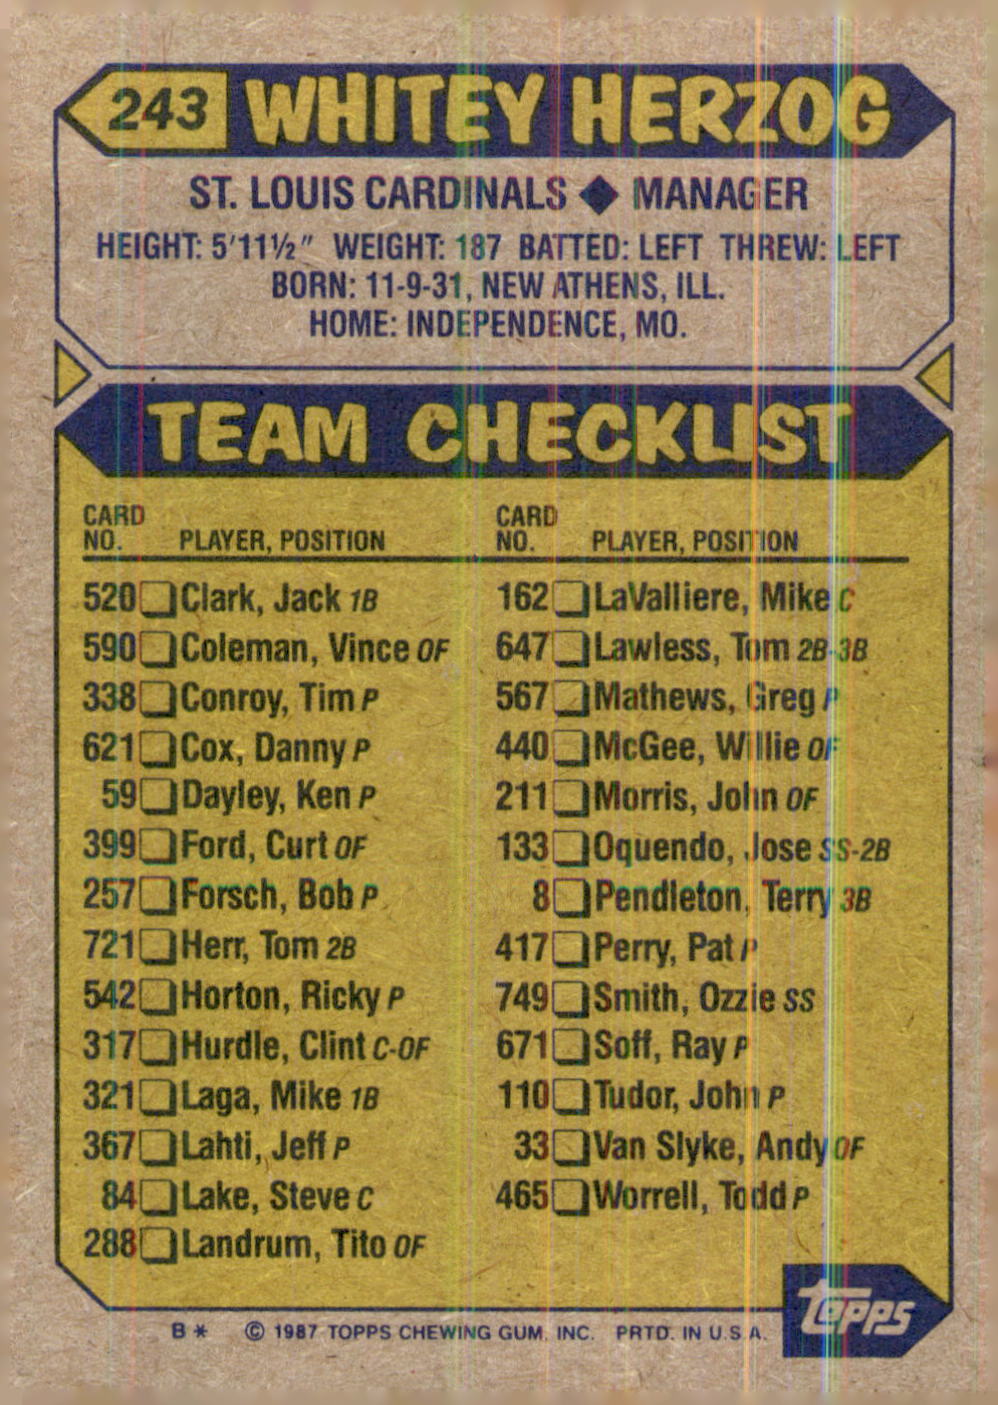 243 WHITEY HERZOG
ST. LOUIS CARDINALS ◆ MANAGER
HEIGHT: 5'11½" WEIGHT: 187 BATTED: LEFT THREW: LEFT
BORN: 11-9-31, NEW ATHENS, ILL.
HOME: INDEPENDENCE, MO.
TEAM CHECKLIST
CARD
NO. PLAYER, POSITION
520 Clark, Jack 1B
590 Coleman, Vince OF
338 Conroy, Tim P
621 Cox, Danny P
59 Dayley, Ken P
399 Ford, Curt OF
257 Forsch, Bob P
721 Herr, Tom 2B
542 Horton, Ricky P
317 Hurdle, Clint C-OF
321 Laga, Mike 1B
367 Lahti, Jeff P
84 Lake, Steve C
288 Landrum, Tito OF
CARD
NO. PLAYER, POSITION
162 LaValliere, Mike C
647 Lawless, Tom 2B-3B
567 Mathews, Greg P
440 McGee, Willie OF
211 Morris, John OF
133 Oquendo, Jose SS-2B
8 Pendleton, Terry 3B
417 Perry, Pat P
749 Smith, Ozzie SS
671 Soff, Ray P
110 Tudor, John P
33 Van Slyke, Andy OF
465 Worrell, Todd P
B* © 1987 TOPPS CHEWING GUM, INC. PRTD. IN U.S.A.
topps